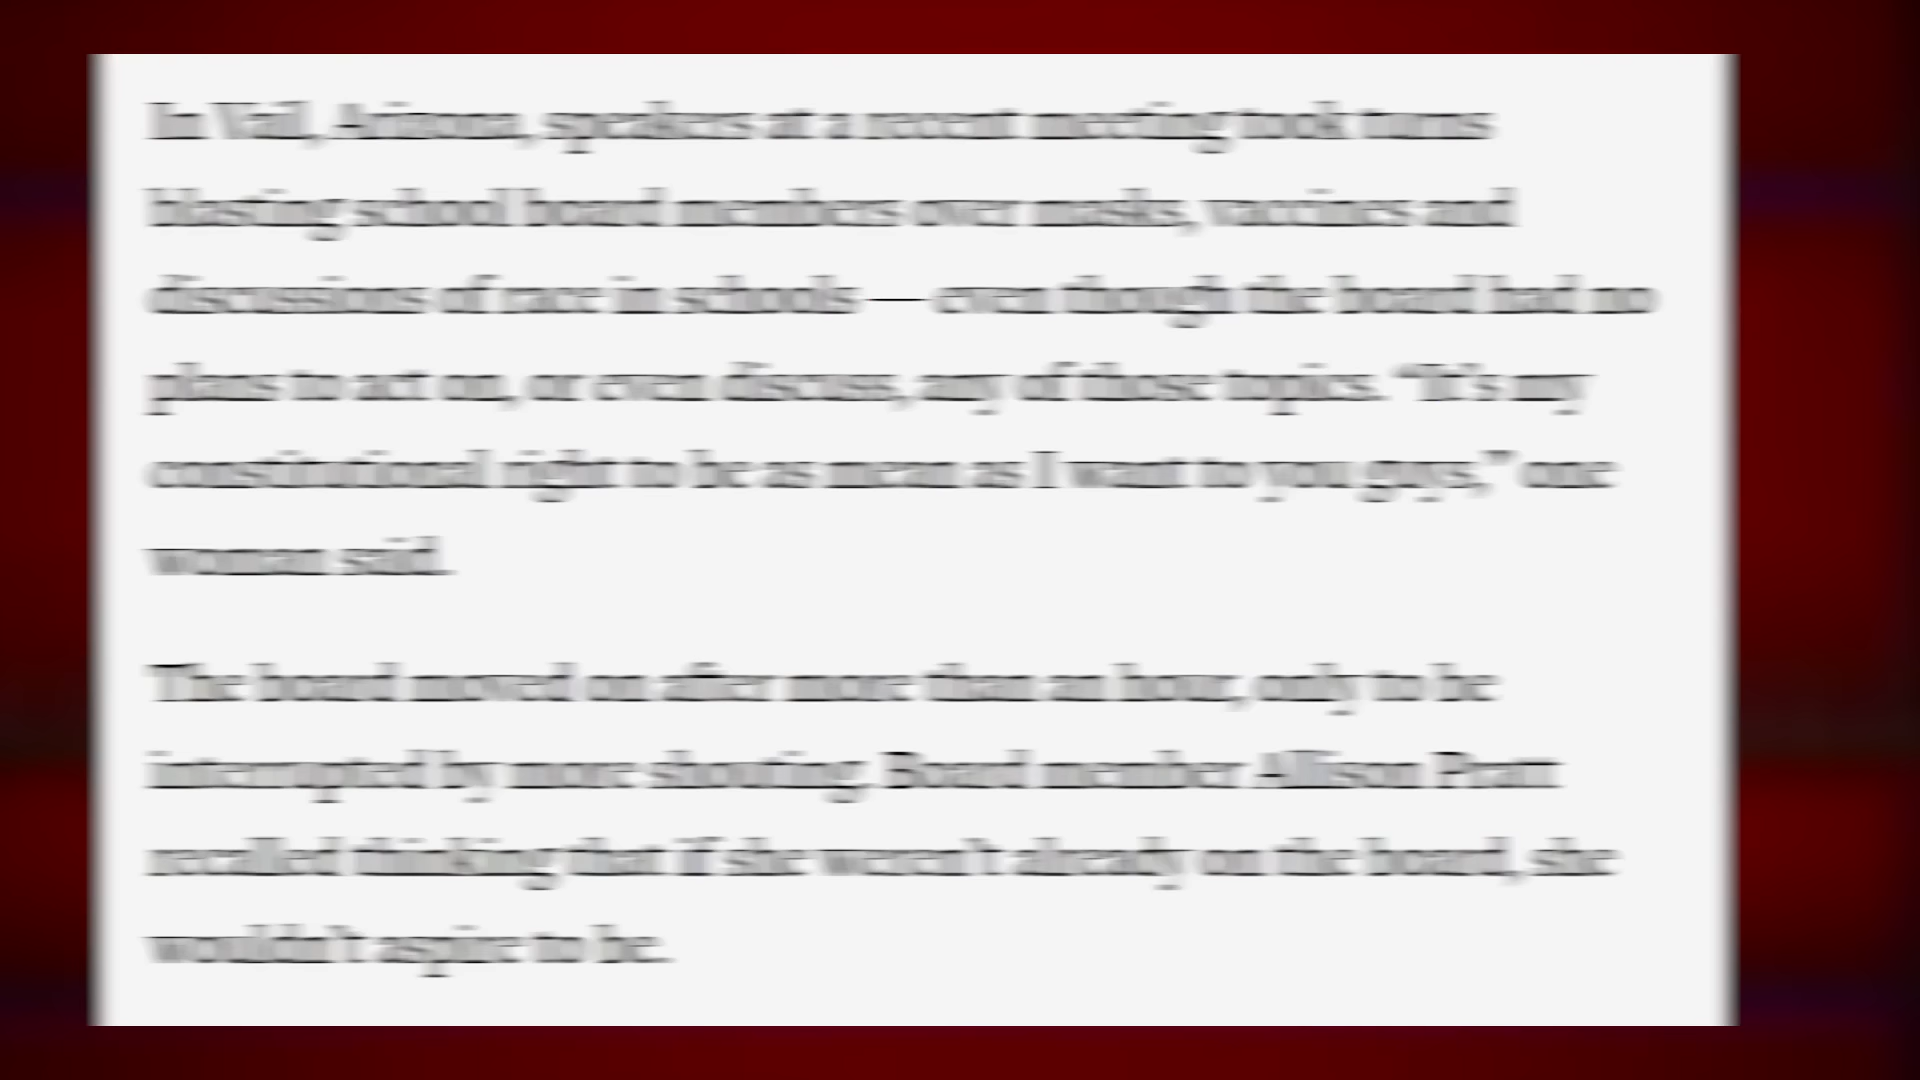 In Vail, Arizona, speakers at a recent meeting took turns
blasting school board members over masks, vaccines and
discussions of race in schools — even though the board had no
plans to act on, or even discuss, any of those topics. “It’s my
constitutional right to be as mean as I want to you guys,” one
woman said.
The board moved on after more than an hour, only to be
interrupted by more shouting. Board member Allison Pratt
recalled thinking that if she weren’t already on the board, she
wouldn’t aspire to be.